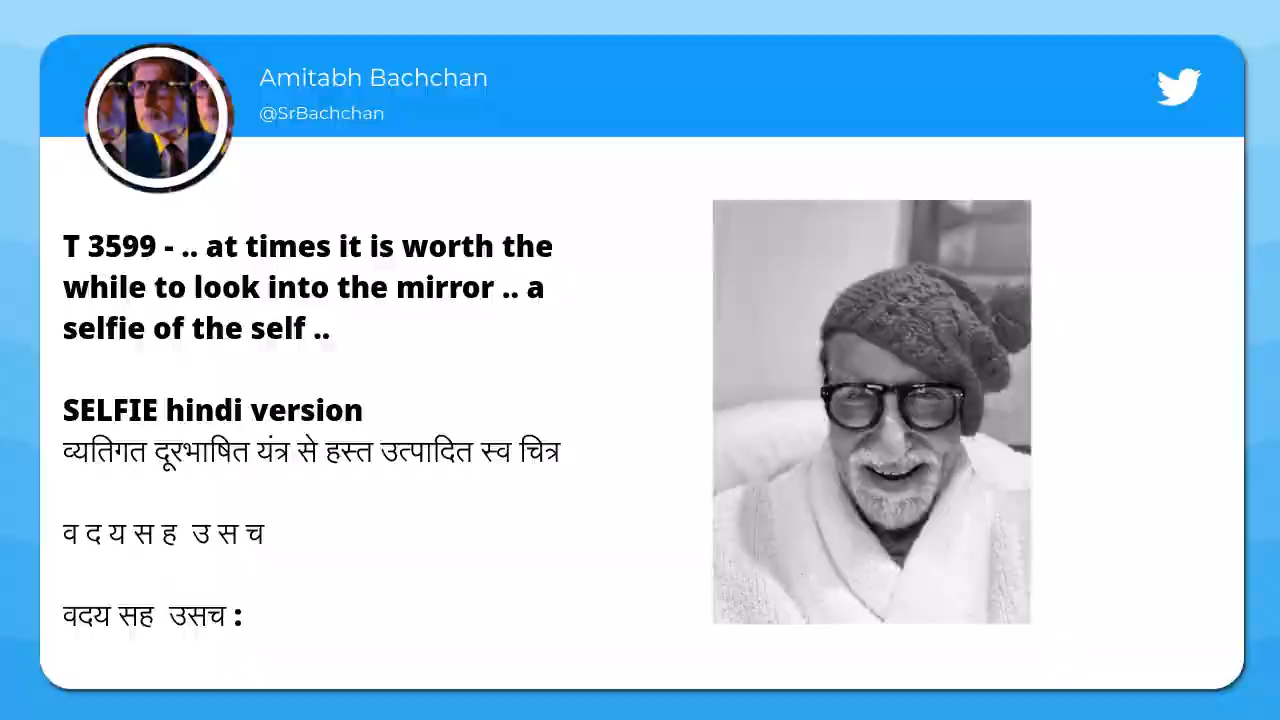 Amitabh Bachchan
@SrBachchan
T 3599 - .. at times it is worth the
while to look into the mirror .. a
selfie of the self ..
SELFIE hindi version
व्यतिगत दूरभाषित यंत्र से हस्त उत्पादित स्व चित्र
व द य स ह उ स च
वदय सह उसच :